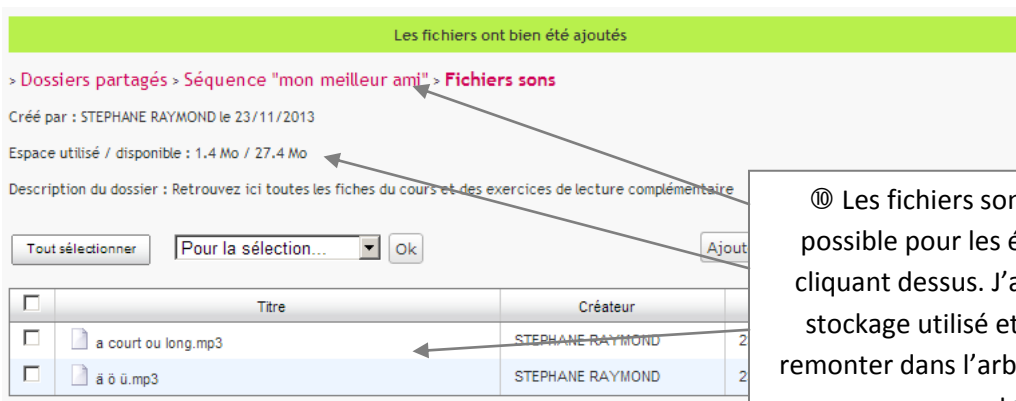 Les fichiers ont bien été ajoutés
> Dossiers partagés > Séquence "mon meilleur ami" > Fichiers sons
Créé par : STEPHANE RAYMOND le 23/11/2013
Espace utilisé / disponible : 1.4 Mo / 27.4 Mo
Description du dossier : Retrouvez ici toutes les fiches du cours et des exercices de lecture complémentaire
Tout sélectionner Pour la sélection... Ok Ajout
Titre Créateur
a court ou long.mp3 STEPHANE RAYMOND 2
ä ö ü.mp3 STEPHANE RAYMOND 2
⑩ Les fichiers son
possible pour les é
cliquant dessus. J'a
stockage utilisé et
remonter dans l'arb